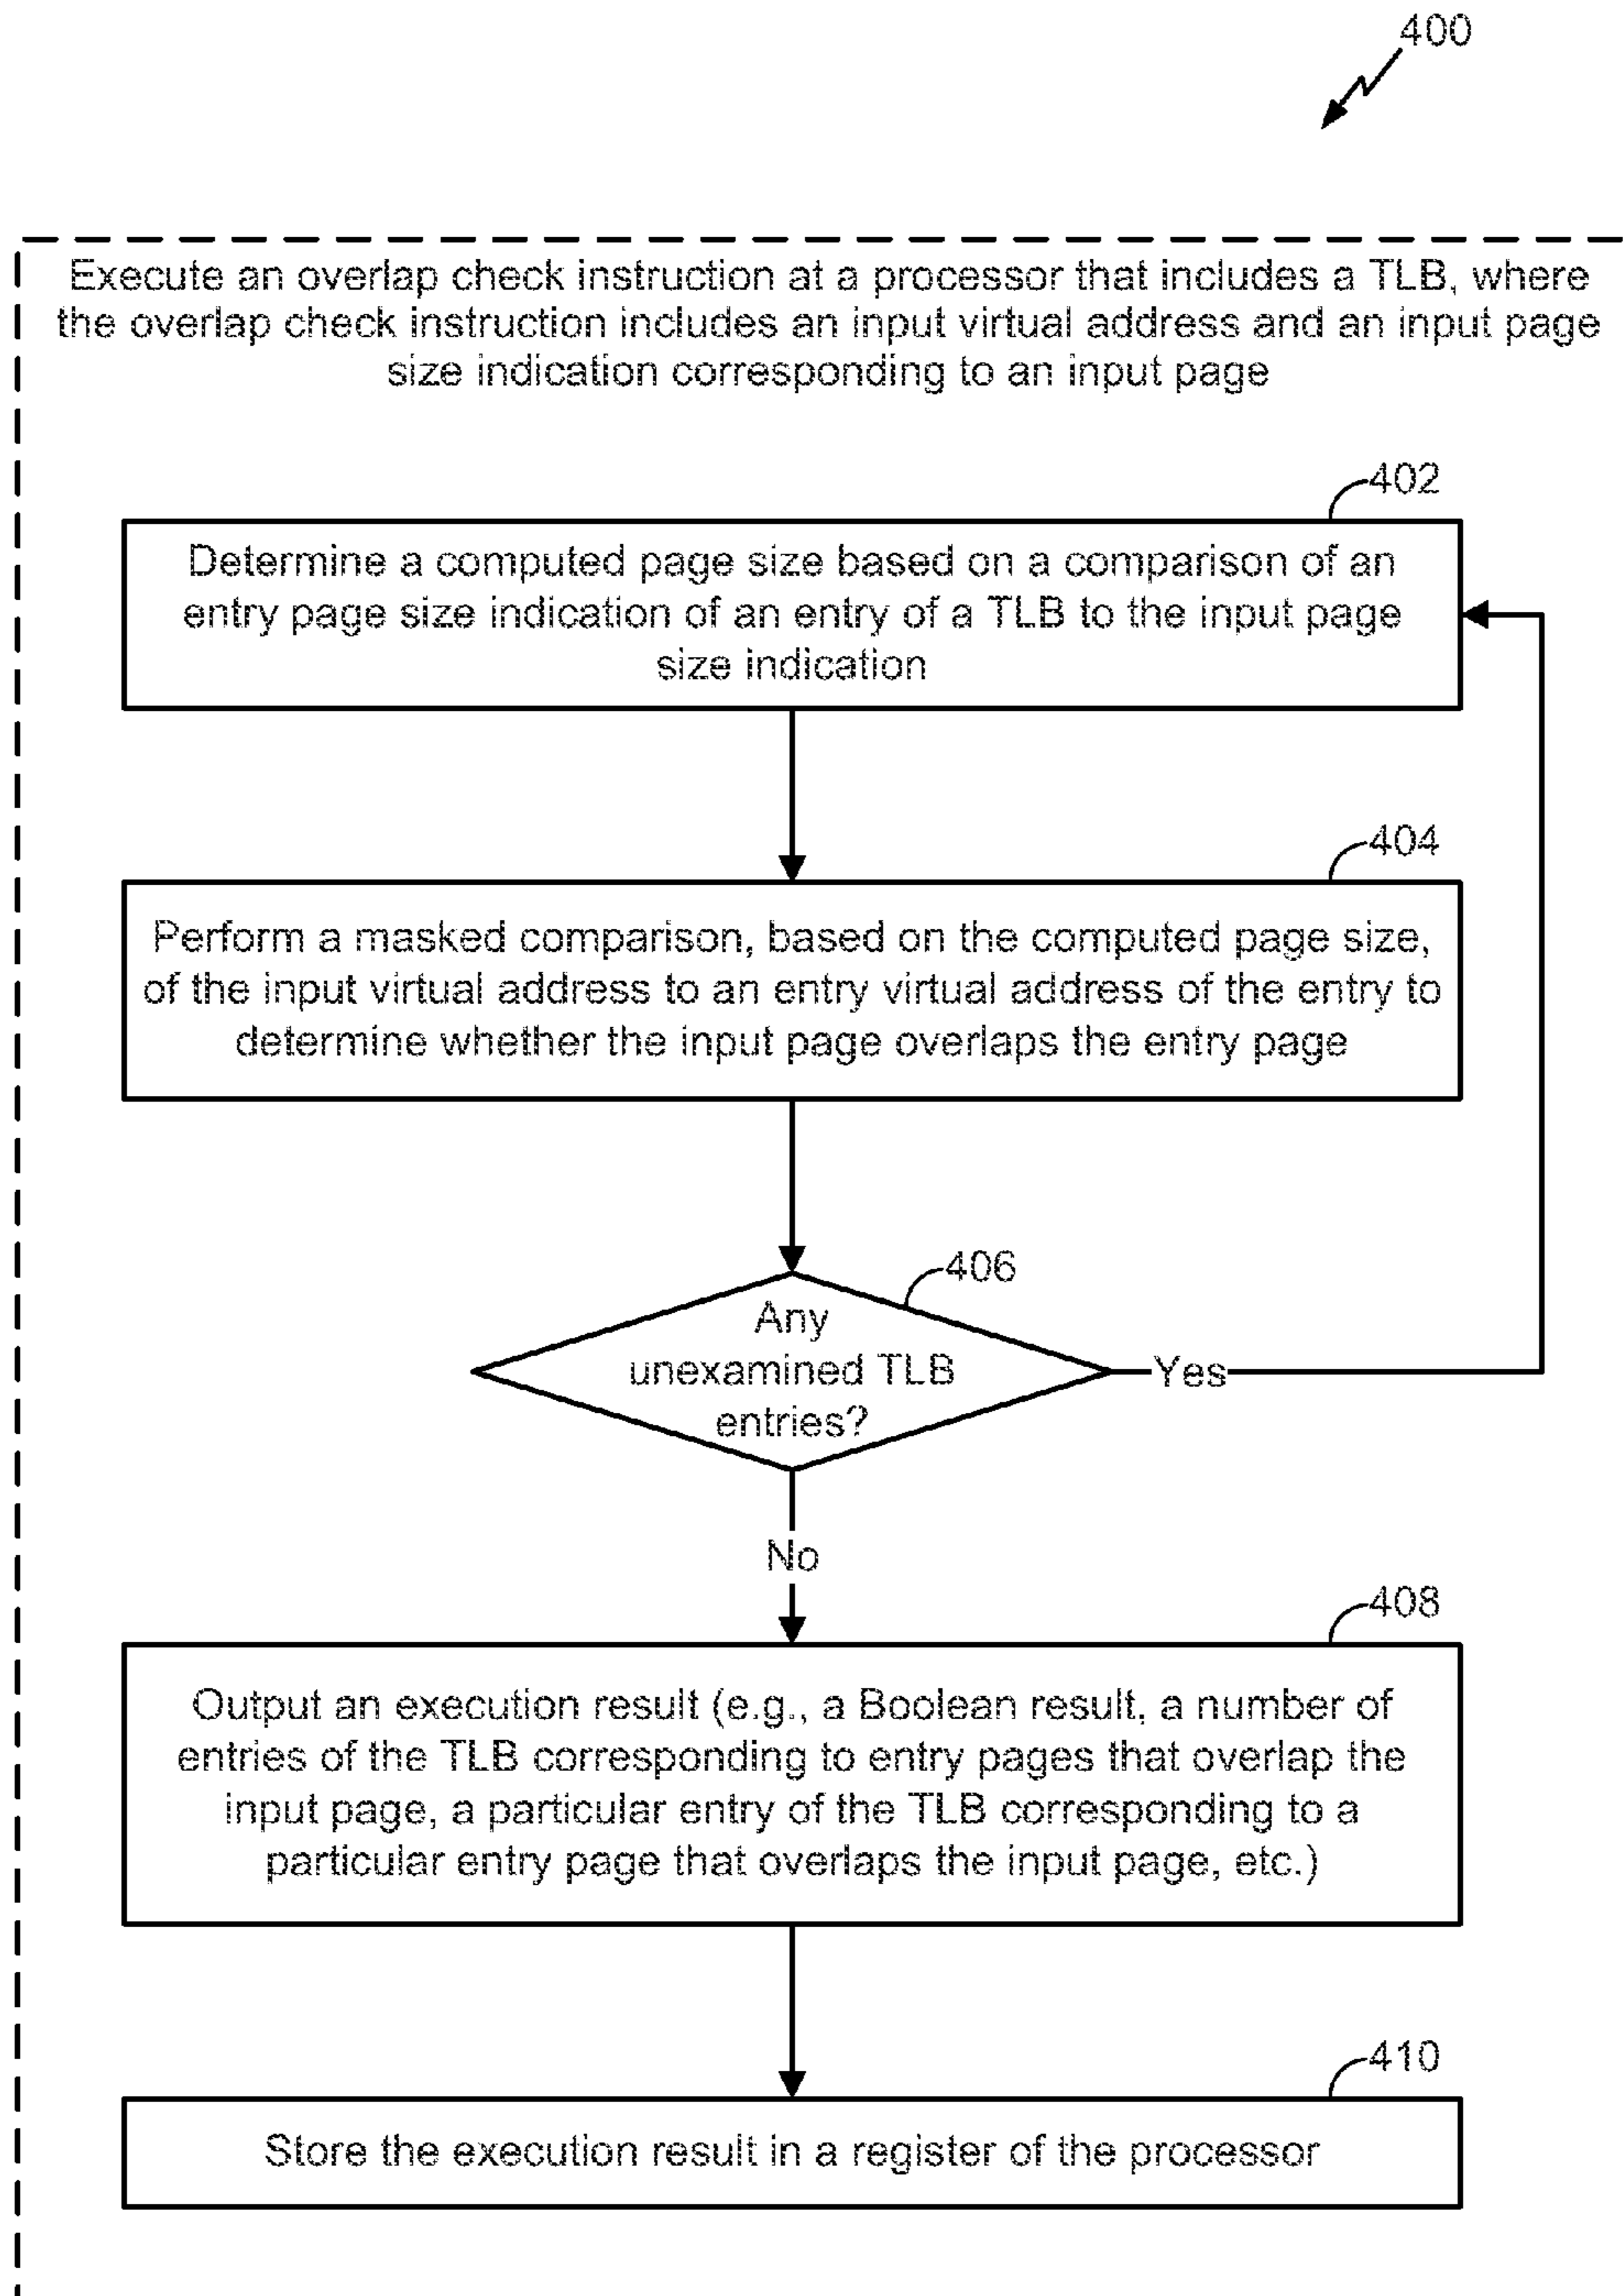 400
Execute an overlap check instruction at a processor that includes a TLB, where
the overlap check instruction includes an input virtual address and an input page
size indication corresponding to an input page
402
Determine a computed page size based on a comparison of an
entry page size indication of an entry of a TLB to the input page
size indication
404
Perform a masked comparison, based on the computed page size,
of the input virtual address to an entry virtual address of the entry to
determine whether the input page overlaps the entry page
406
Any
unexamined TLB
entries?
Yes
No
408
Output an execution result (e.g., a Boolean result, a number of
entries of the TLB corresponding to entry pages that overlap the
input page, a particular entry of the TLB corresponding to a
particular entry page that overlaps the input page, etc.)
410
Store the execution result in a register of the processor